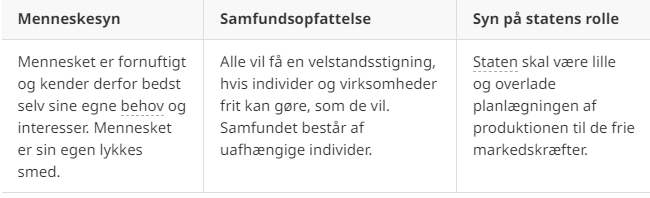 Menneskesyn
Samfundsopfattelse
Syn på statens rolle
Mennesket er fornuftigt
og kender derfor bedst
selv sine egne behov og
interesser. Mennesket
er sin egen lykkes
smed.
Alle vil få en velstandsstigning,
hvis individer og virksomheder
frit kan gøre, som de vil.
Samfundet består af
uafhængige individer.
Staten skal være lille
og overlade
planlægningen af
produktionen til de frie
markedskræfter.